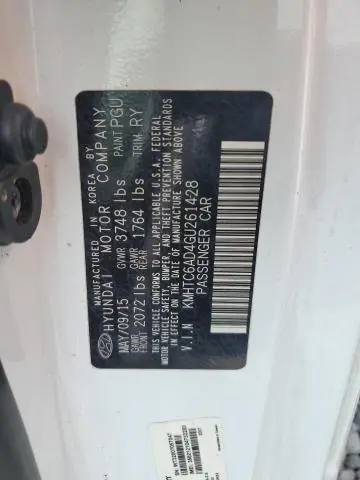 MANUFACTURED IN KOREA BY
HYUNDAI MOTOR COMPANY
MAY/09/15 GVWR 3748 lbs PAINT PGU
GAWR FRONT 2072 lbs GAWR REAR 1764 lbs TRIM RY
THIS VEHICLE CONFORMS TO ALL APPLICABLE U.S.A. FEDERAL
MOTOR VEHICLE SAFETY, BUMPER, AND THEFT PREVENTION STANDARDS
IN EFFECT ON THE DATE OF MANUFACTURE SHOWN ABOVE.
V.I.N KMHTC6AD4GU261428
PASSENGER CAR